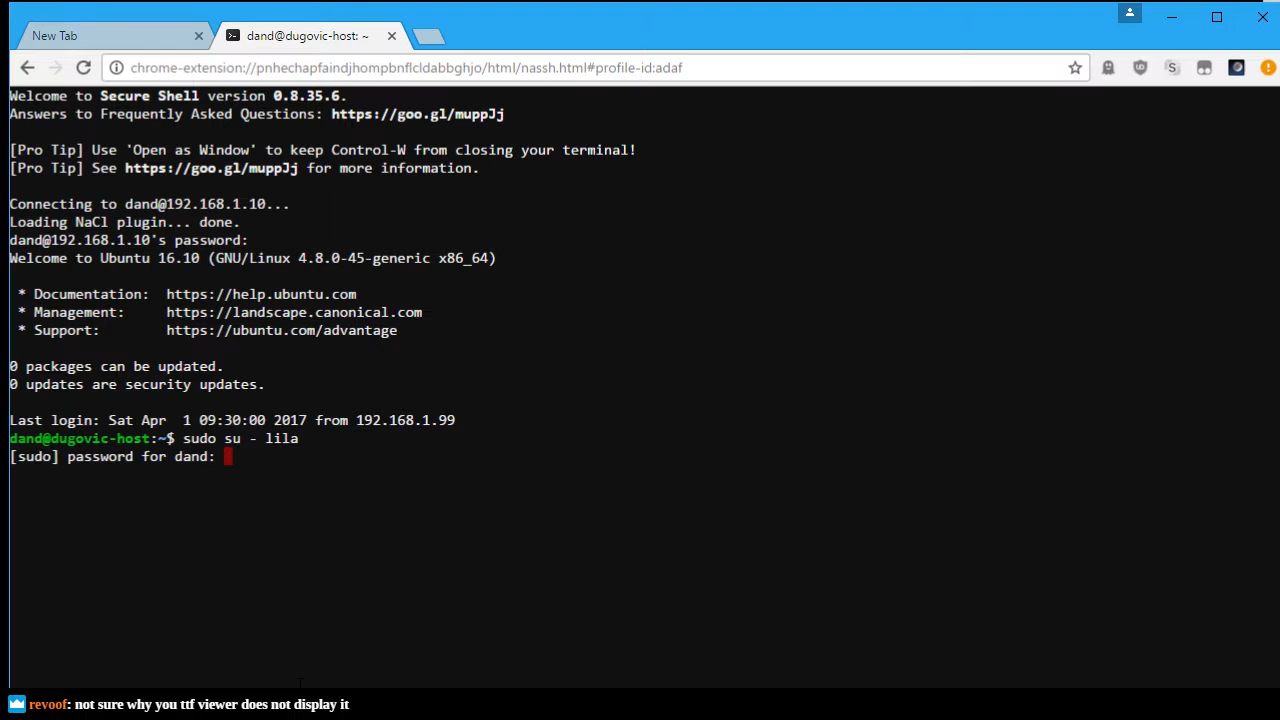 New Tab
dand@dugovic-host: ~
chrome-extension://pnhechapfaindjhompbnflcldabbghjo/html/nassh.html#profile-id:adaf
Welcome to Secure Shell version 0.8.35.6.
Answers to Frequently Asked Questions: https://goo.gl/muppJj
[Pro Tip] Use 'Open as Window' to keep Control-W from closing your terminal!
[Pro Tip] See https://goo.gl/muppJj for more information.
Connecting to dand@192.168.1.10...
Loading NaCl plugin... done.
dand@192.168.1.10's password:
Welcome to Ubuntu 16.10 (GNU/Linux 4.8.0-45-generic x86_64)
* Documentation: https://help.ubuntu.com
* Management: https://landscape.canonical.com
* Support: https://ubuntu.com/advantage
0 packages can be updated.
0 updates are security updates.
Last login: Sat Apr 1 09:30:00 2017 from 192.168.1.99
dand@dugovic-host:~$ sudo su - lila
[sudo] password for dand:
revoof: not sure why you ttf viewer does not display it